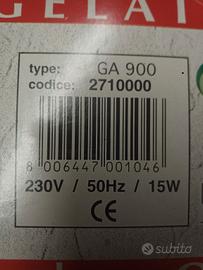 GELAT
type: GA 900
codice: 2710000
8 006447 001046
230V / 50Hz / 15W
CE
subito